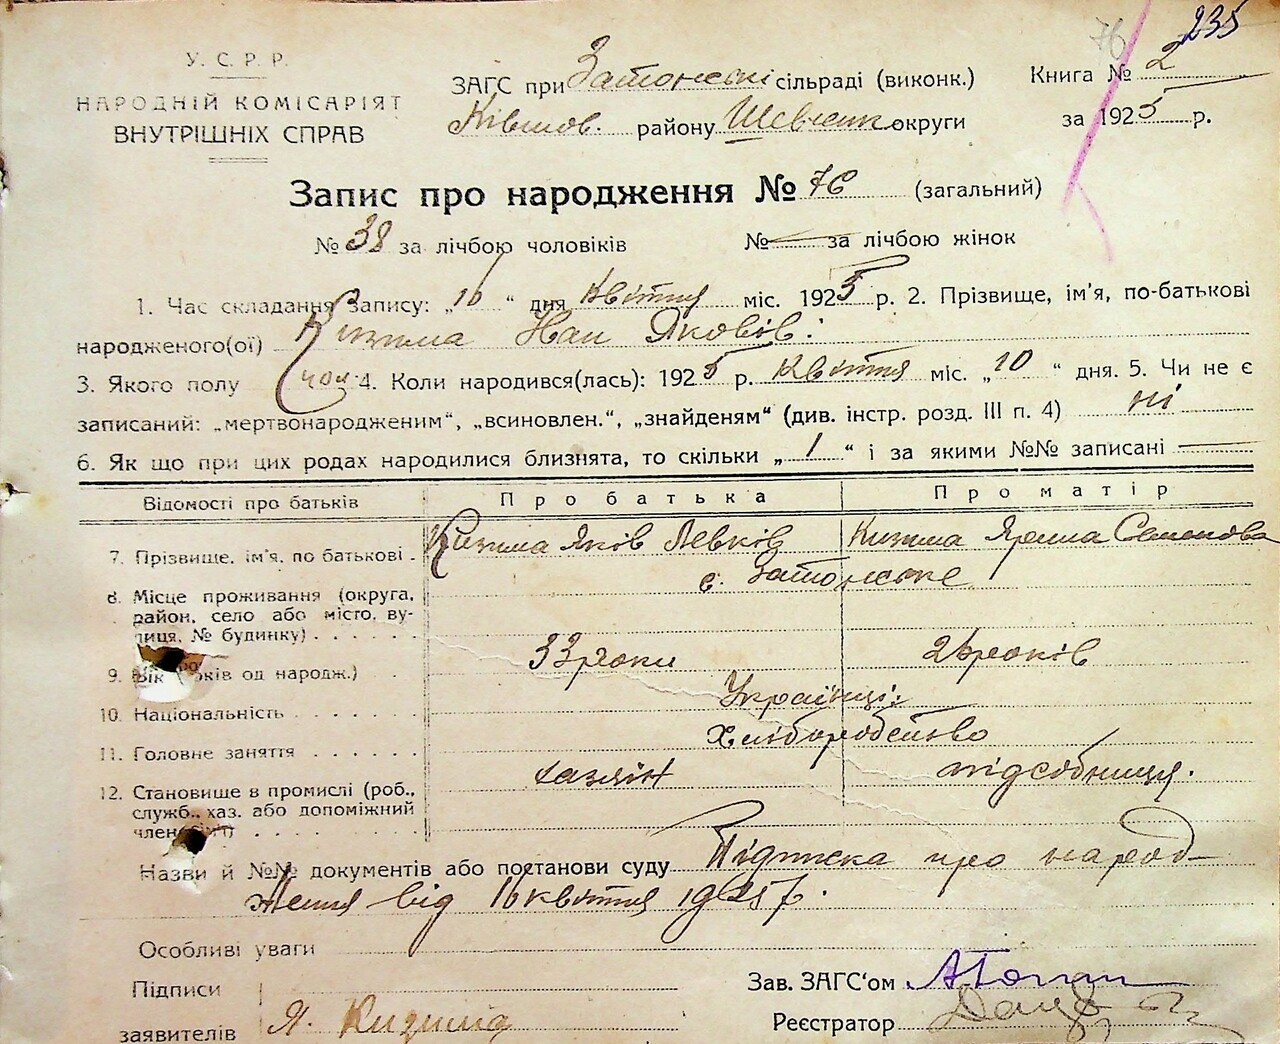 76 235
У. С. Р. Р.
НАРОДНІЙ КОМІСАРІЯТ
ВНУТРІШНІХ СПРАВ
ЗАГС при Затонські сільраді (виконк.)
району Шевченк округи
Книга № 2
за 1925 р.
Запис про народження № 76 (загальний)
№ 38 за лічбою чоловіків № за лічбою жінок
1. Час складання запису: „16 “ дня квітня міс. 1925 р. 2. Прізвище, ім'я, по-батькові
народженого(ої) Кизима Яковів.
3. Якого полу чол 4. Коли народився(лась): 1925 р. квітня міс. „10 “ дня. 5. Чи не є
записаний: „мертвонародженим“, „всиновлен.“, „знайденям“ (див. інстр. розд. III п. 4) ні
6. Як що при цих родах народилися близнята, то скільки „ 1 “ і за якими №№ записані
Відомості про батьків Про батька Про матір
7. Прізвище, ім'я, по батькові. Кизима Яків Левків Кизима Ярина Семенова
8. Місце проживання (округа, район, село або місто, вулиця, № будинку) с. Затонське
9. Вік ( років од народж.) 33 роки 26 років
10. Національність Українці
11. Головне заняття Хліборобство
12. Становище в промислі (роб., служб., хаз. або допоміжний член хазяїн підсобниця.
Назви й №№ документів або постанови суду Підписка про народ-
ження від 16 квітня 1925 р.
Особливі уваги
Підписи
заявителів Я. Кизима
Зав. ЗАГС'ом
Реєстратор